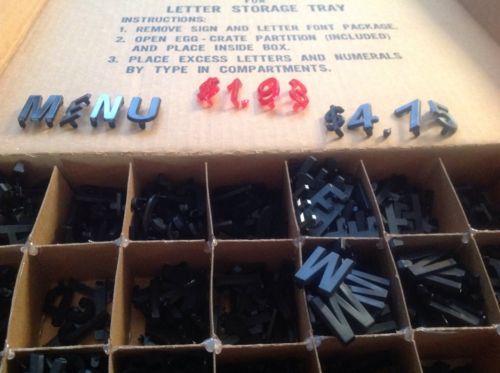 FOR
LETTER STORAGE TRAY
INSTRUCTIONS:
1. REMOVE SIGN AND LETTER FONT PACKAGE.
2. OPEN EGG-CRATE PARTITION (INCLUDED)
AND PLACE INSIDE BOX.
3. PLACE EXCESS LETTERS AND NUMERALS
BY TYPE IN COMPARTMENTS.
MENU $1.98 $4.75
W